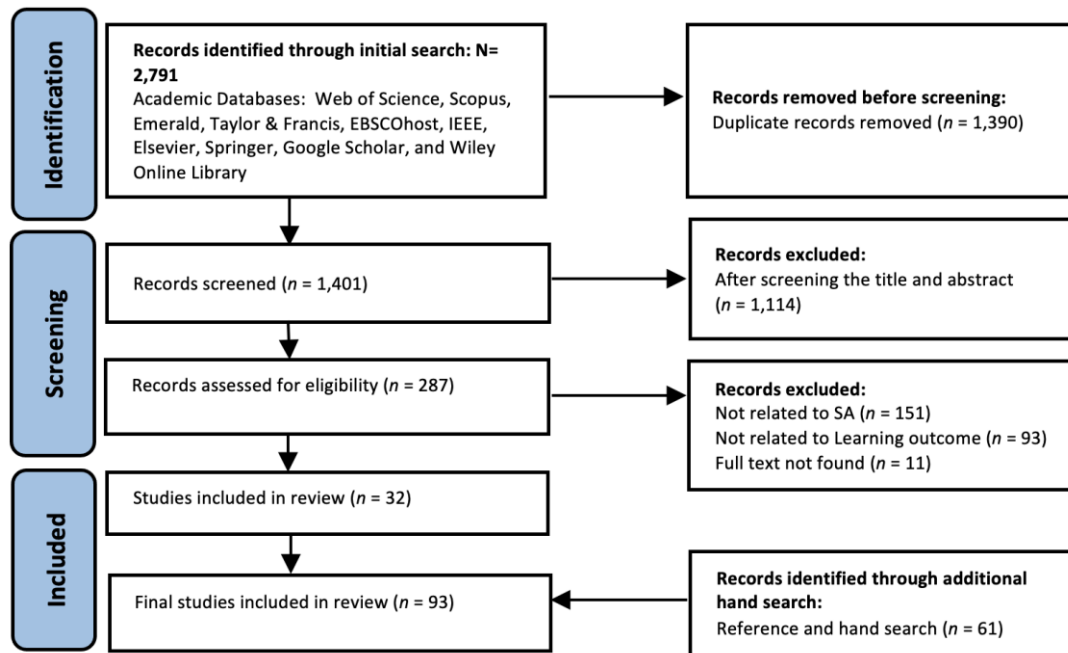 Identification
Records identified through initial search: N=
2,791
Academic Databases: Web of Science, Scopus,
Emerald, Taylor & Francis, EBSCOhost, IEEE,
Elsevier, Springer, Google Scholar, and Wiley
Online Library
Records removed before screening:
Duplicate records removed (n = 1,390)
Screening
Records screened (n = 1,401)
Records excluded:
After screening the title and abstract
(n = 1,114)
Records assessed for eligibility (n = 287)
Records excluded:
Not related to SA (n = 151)
Not related to Learning outcome (n = 93)
Full text not found (n = 11)
Included
Studies included in review (n = 32)
Final studies included in review (n = 93)
Records identified through additional
hand search:
Reference and hand search (n = 61)